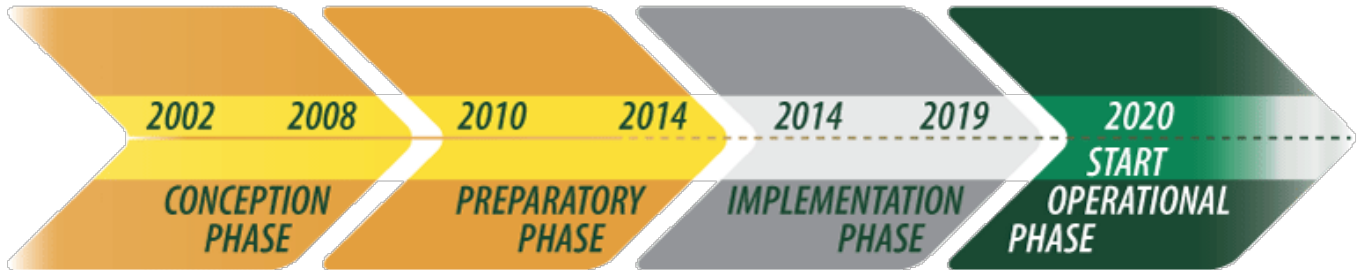 2002 2008
CONCEPTION
PHASE
2010 2014
PREPARATORY
PHASE
2014 2019
IMPLEMENTATION
PHASE
2020
START
OPERATIONAL
PHASE